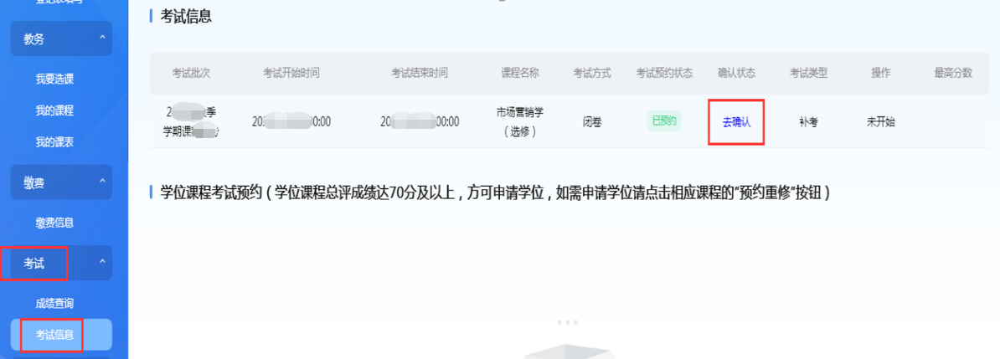 教务
我要选课
我的课程
我的课表
缴费
缴费信息
考试
成绩查询
考试信息
考试信息
考试批次 考试开始时间 考试结束时间 课程名称 考试方式 考试预约状态 确认状态 考试类型 操作 最高分数
2 季
学期课
20 0:00
20 00:00
市场营销学
（选修）
闭卷
已预约
去确认
补考
未开始
学位课程考试预约（学位课程总评成绩达70分及以上，方可申请学位，如需申请学位请点击相应课程的“预约重修”按钮）